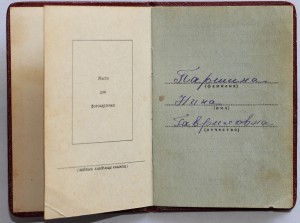 Место
для
фотокарточки
Паршина
(фамилия)
Нина
(имя)
Гавриловна
(отчество)